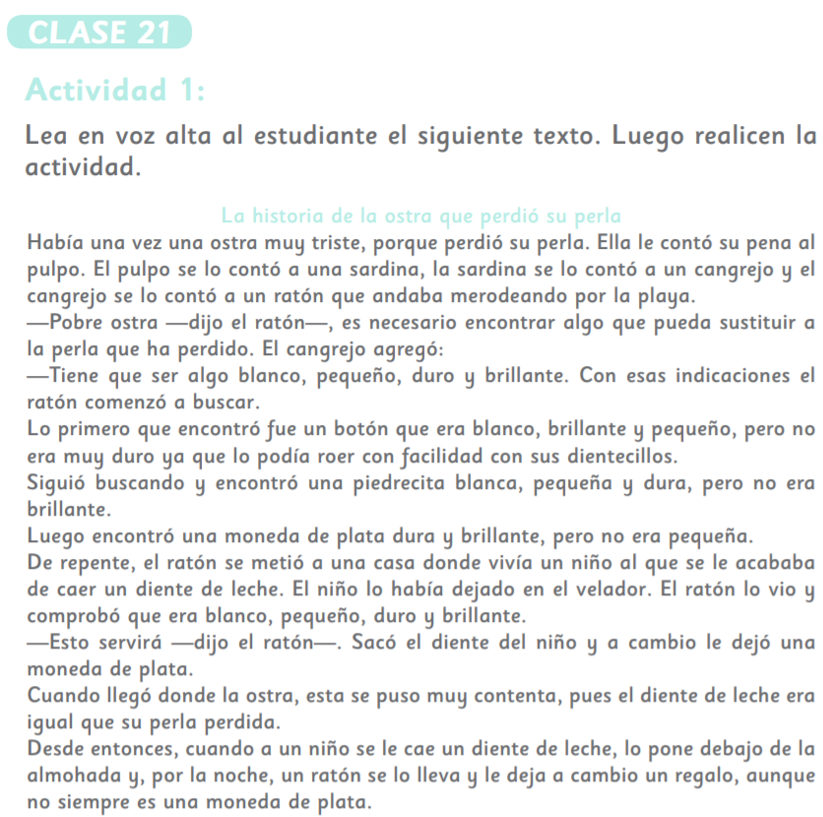 CLASE 21
Actividad 1:
Lea en voz alta al estudiante el siguiente texto. Luego realicen la
actividad.
La historia de la ostra que perdió su perla
Había una vez una ostra muy triste, porque perdió su perla. Ella le contó su pena al
pulpo. El pulpo se lo contó a una sardina, la sardina se lo contó a un cangrejo y el
cangrejo se lo contó a un ratón que andaba merodeando por la playa.
—Pobre ostra —dijo el ratón—, es necesario encontrar algo que pueda sustituir a
la perla que ha perdido. El cangrejo agregó:
—Tiene que ser algo blanco, pequeño, duro y brillante. Con esas indicaciones el
ratón comenzó a buscar.
Lo primero que encontró fue un botón que era blanco, brillante y pequeño, pero no
era muy duro ya que lo podía roer con facilidad con sus dientecillos.
Siguió buscando y encontró una piedrecita blanca, pequeña y dura, pero no era
brillante.
Luego encontró una moneda de plata dura y brillante, pero no era pequeña.
De repente, el ratón se metió a una casa donde vivía un niño al que se le acababa
de caer un diente de leche. El niño lo había dejado en el velador. El ratón lo vio y
comprobó que era blanco, pequeño, duro y brillante.
—Esto servirá —dijo el ratón—. Sacó el diente del niño y a cambio le dejó una
moneda de plata.
Cuando llegó donde la ostra, esta se puso muy contenta, pues el diente de leche era
igual que su perla perdida.
Desde entonces, cuando a un niño se le cae un diente de leche, lo pone debajo de la
almohada y, por la noche, un ratón se lo lleva y le deja a cambio un regalo, aunque
no siempre es una moneda de plata.